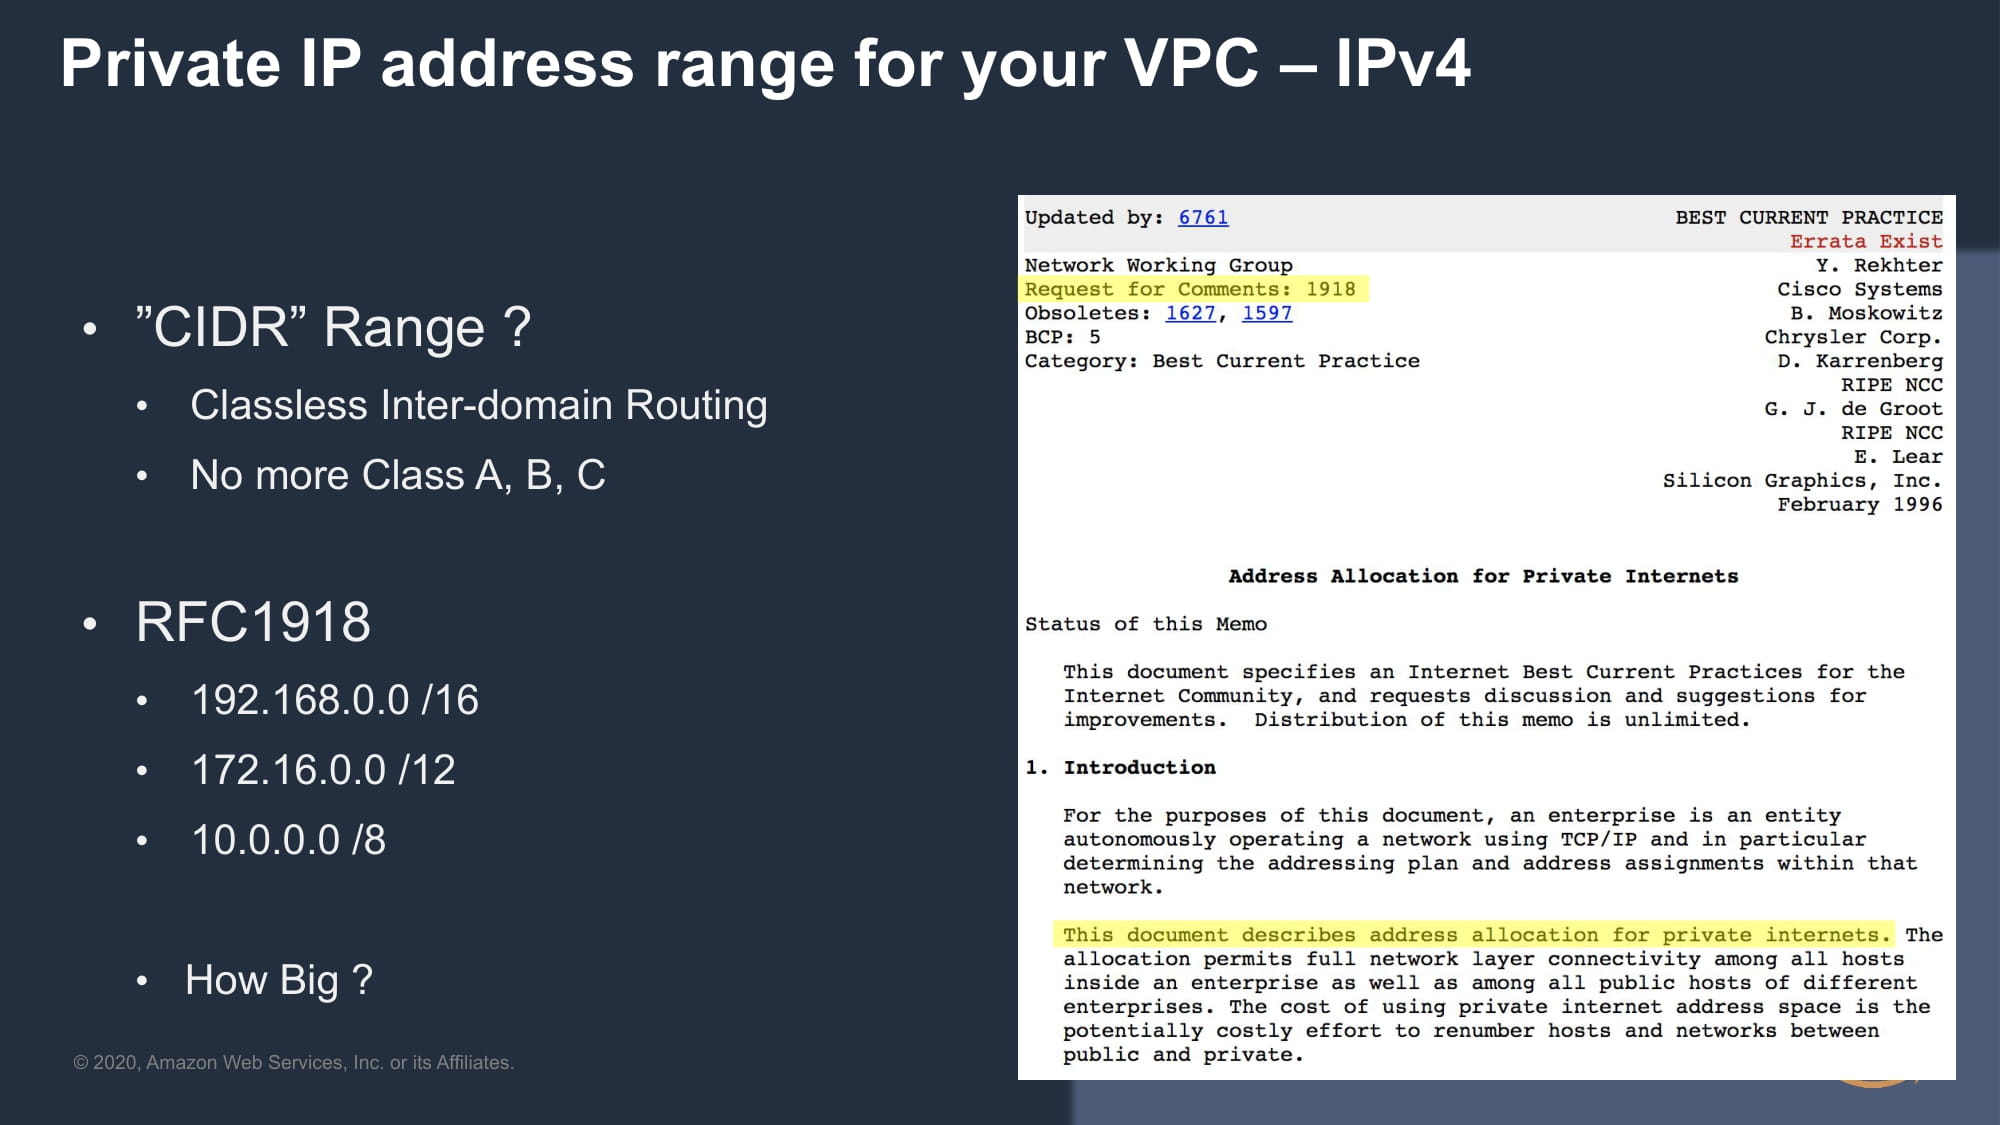 Private IP address range for your VPC – IPv4
• ”CIDR” Range ?
• Classless Inter-domain Routing
• No more Class A, B, C
• RFC1918
• 192.168.0.0 /16
• 172.16.0.0 /12
• 10.0.0.0 /8
• How Big ?
© 2020, Amazon Web Services, Inc. or its Affiliates.
Updated by: 6761 BEST CURRENT PRACTICE
Errata Exist
Network Working Group Y. Rekhter
Request for Comments: 1918 Cisco Systems
Obsoletes: 1627, 1597 B. Moskowitz
BCP: 5 Chrysler Corp.
Category: Best Current Practice D. Karrenberg
RIPE NCC
G. J. de Groot
RIPE NCC
E. Lear
Silicon Graphics, Inc.
February 1996
Address Allocation for Private Internets
Status of this Memo
This document specifies an Internet Best Current Practices for the
Internet Community, and requests discussion and suggestions for
improvements. Distribution of this memo is unlimited.
1. Introduction
For the purposes of this document, an enterprise is an entity
autonomously operating a network using TCP/IP and in particular
determining the addressing plan and address assignments within that
network.
This document describes address allocation for private internets. The
allocation permits full network layer connectivity among all hosts
inside an enterprise as well as among all public hosts of different
enterprises. The cost of using private internet address space is the
potentially costly effort to renumber hosts and networks between
public and private.